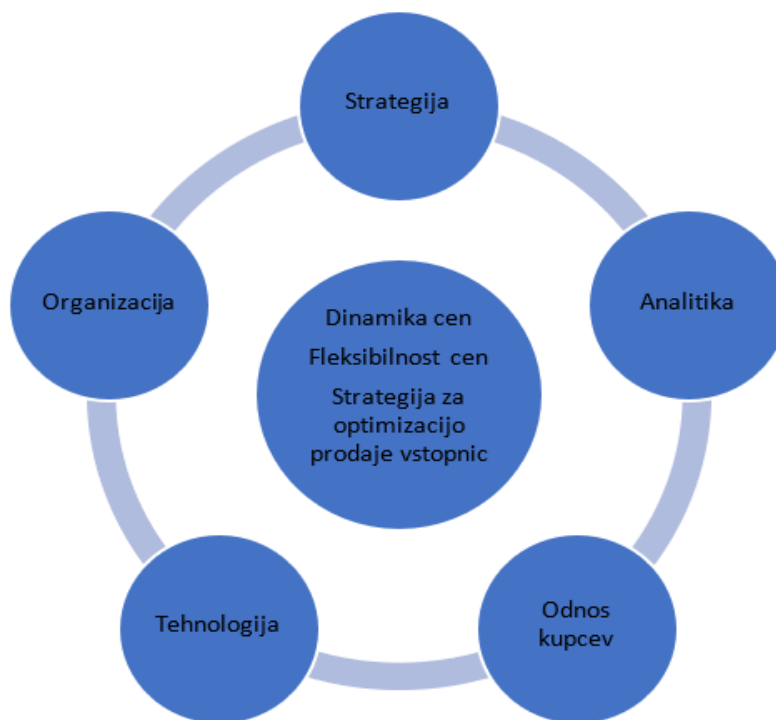 Strategija
Organizacija
Analitika
Dinamika cen
Fleksibilnost cen
Strategija za
optimizacijo
prodaje vstopnic
Tehnologija
Odnos
kupcev